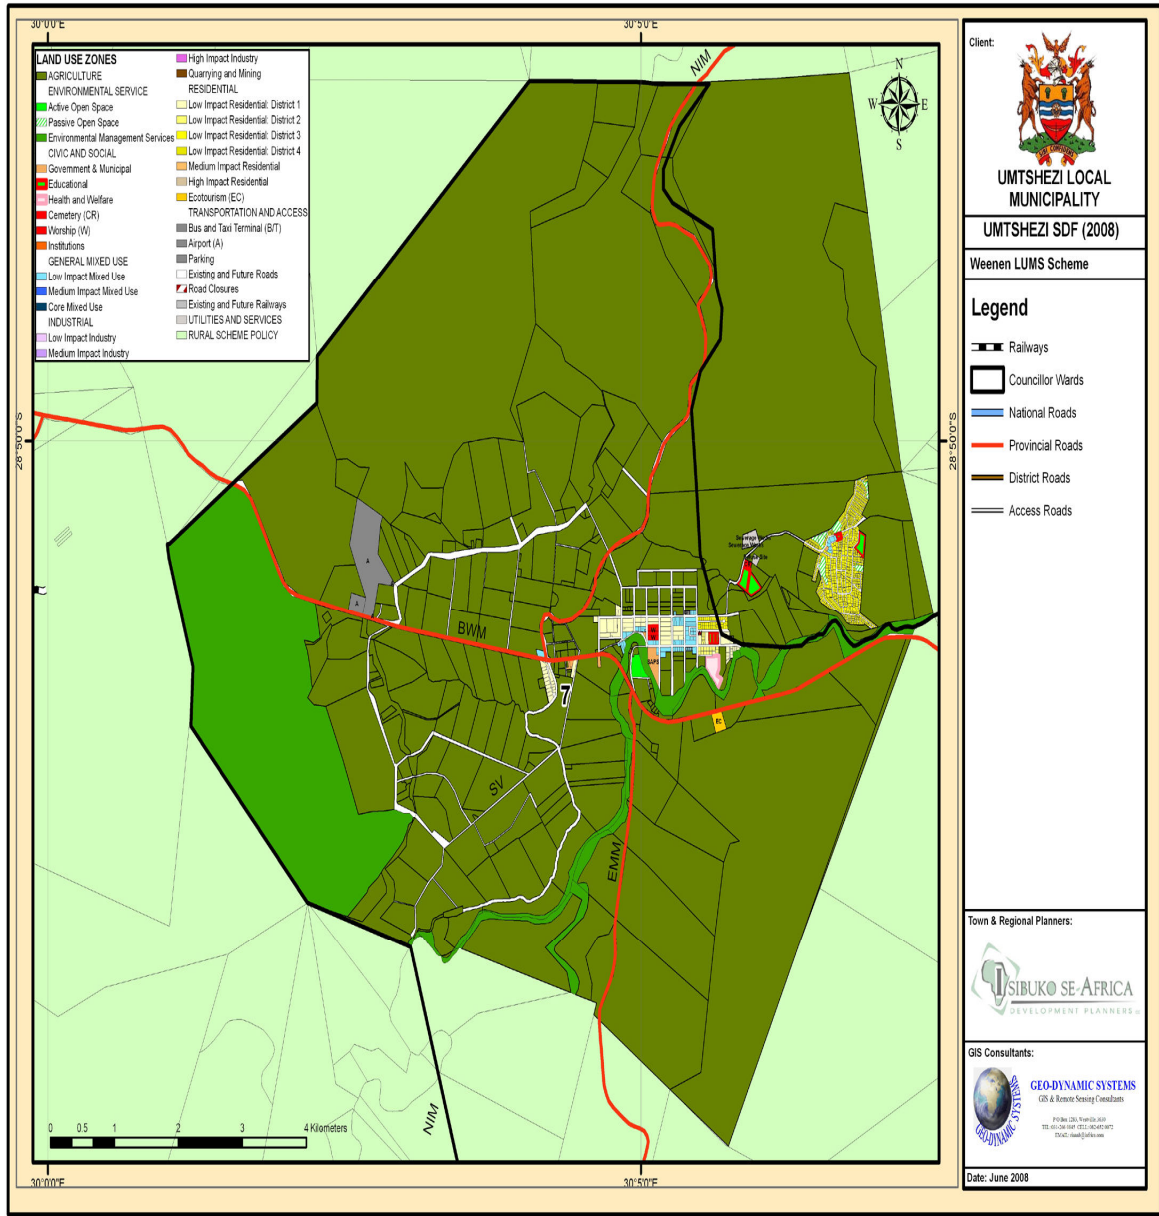 30°0'0"E
30°5'0"E
LAND USE ZONES
AGRICULTURE
ENVIRONMENTAL SERVICE
Active Open Space
Passive Open Space
Environmental Management Services
CIVIC AND SOCIAL
Government & Municipal
Educational
Health and Welfare
Cemetery (CR)
Worship (W)
Institutions
GENERAL MIXED USE
Low Impact Mixed Use
Medium Impact Mixed Use
Core Mixed Use
INDUSTRIAL
Low Impact Industry
Medium Impact Industry
High Impact Industry
Quarrying and Mining
RESIDENTIAL
Low Impact Residential: District 1
Low Impact Residential: District 2
Low Impact Residential: District 3
Low Impact Residential: District 4
Medium Impact Residential
High Impact Residential
Ecotourism (EC)
TRANSPORTATION AND ACCESS
Bus and Taxi Terminal (B/T)
Airport (A)
Parking
Existing and Future Roads
Road Closures
Existing and Future Railways
UTILITIES AND SERVICES
RURAL SCHEME POLICY
NIM
N
W
E
S
28°50'0"S
28°50'0"S
A
A
BWM
7
SAPS
EC
SV
EMM
NIM
0 0.5 1 2 3 4 Kilometers
30°0'0"E
30°5'0"E
Client:
UMTSHEZI LOCAL
MUNICIPALITY
UMTSHEZI SDF (2008)
Weenen LUMS Scheme
Legend
Railways
Councillor Wards
National Roads
Provincial Roads
District Roads
Access Roads
Town & Regional Planners:
ISIBUKO SE-AFRICA
DEVELOPMENT PLANNERS
GIS Consultants:
GEO-DYNAMIC SYSTEMS
GEO-DYNAMIC SYSTEMS
GIS & Remote Sensing Consultants
Date: June 2008